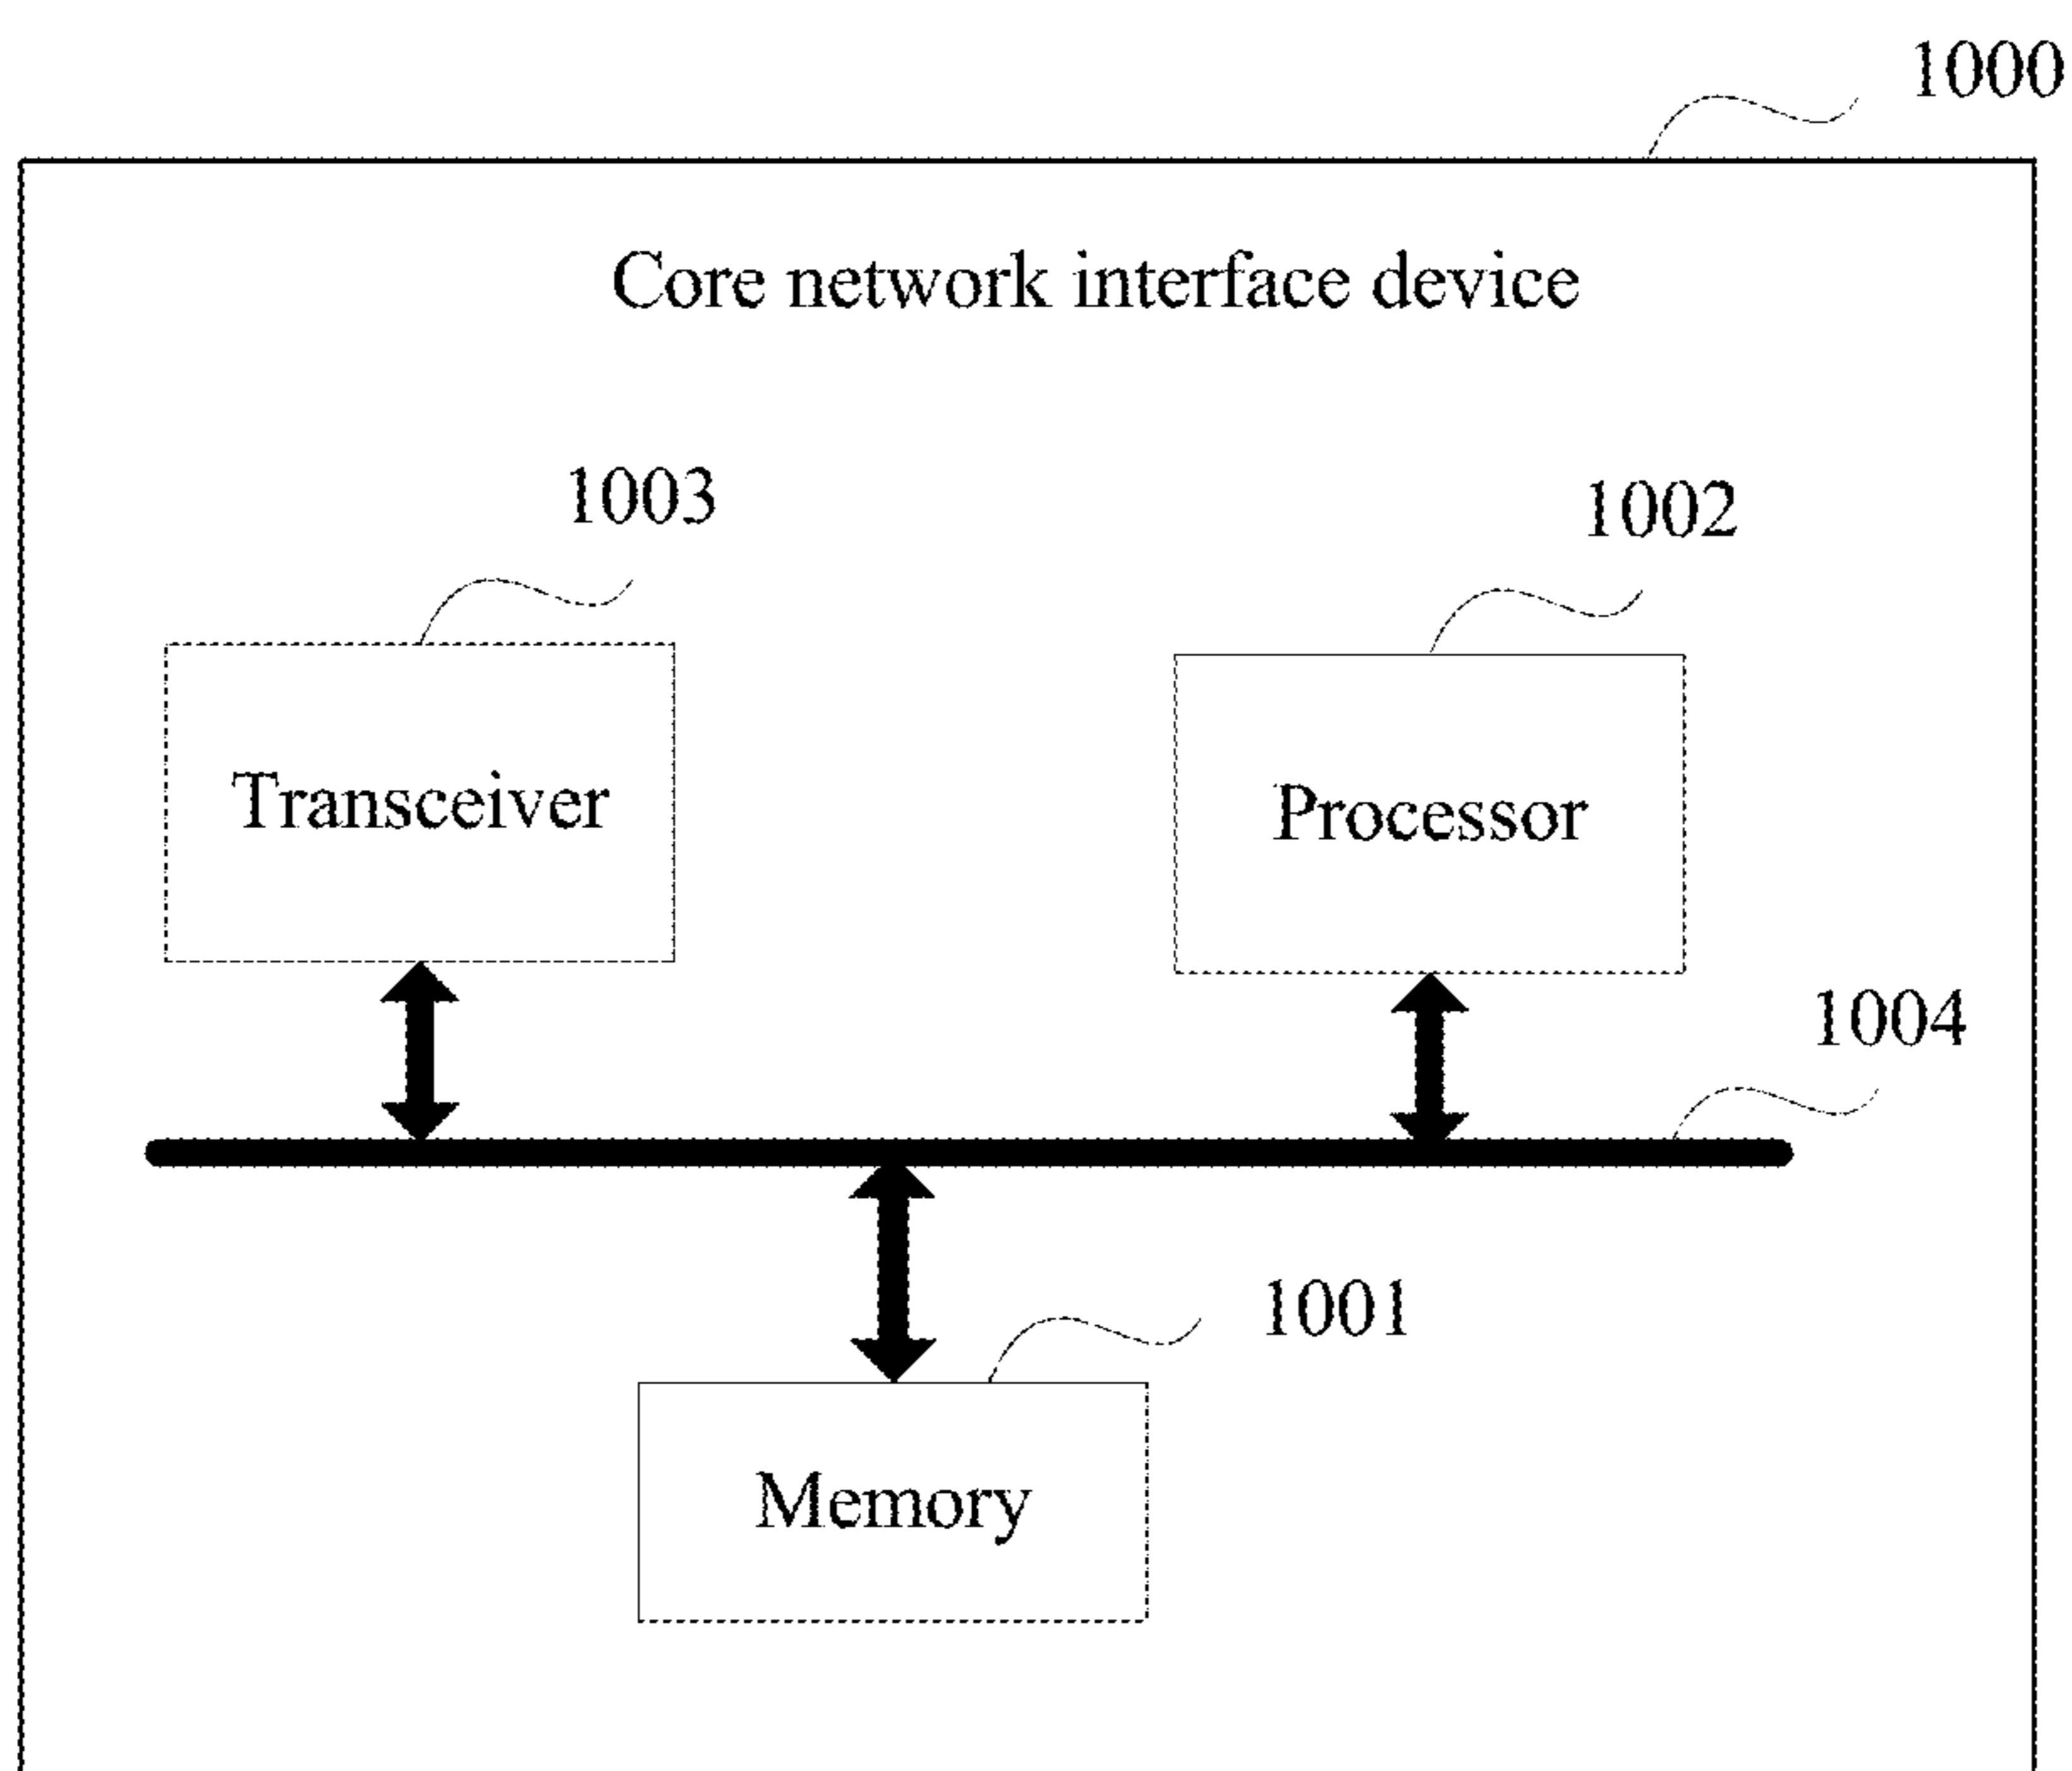 1000
Core network interface device
1003
1002
Transceiver
Processor
1004
1001
Memory